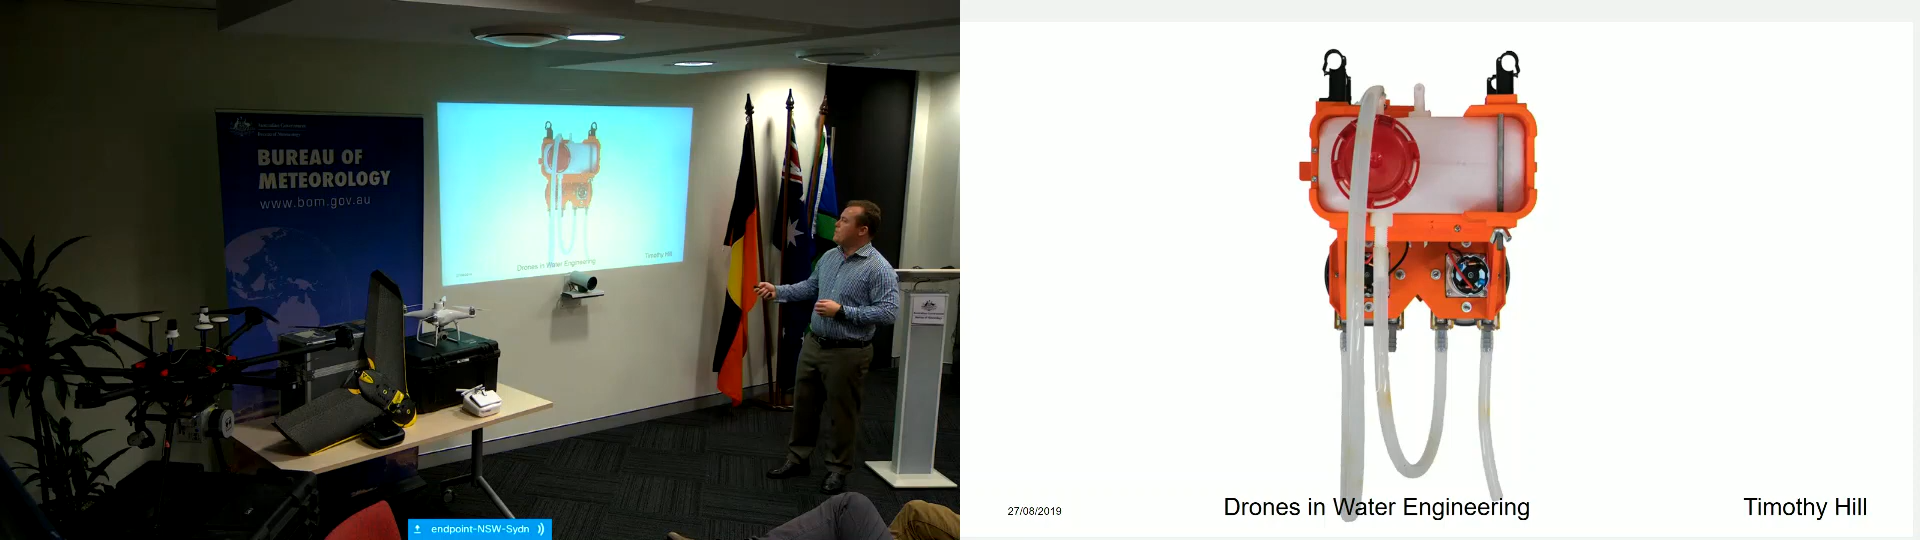 BUREAU OF
METEOROLOGY
www.bom.gov.au
Drones in Water Engineering
Timothy Hill
endpoint-NSW-Sydn
27/08/2019
Drones in Water Engineering
Timothy Hill